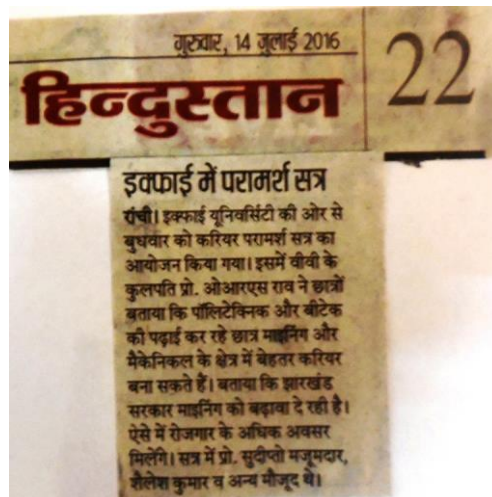 गुरुवार, 14 जुलाई 2016
22
हिन्दुस्तान
इक्फाई में परामर्श सत्र
रांची। इक्फाई यूनिवर्सिटी की ओर से
बुधवार को करियर परामर्श सत्र का
आयोजन किया गया। इसमें वीवी के
कुलपति प्रो. ओआरएस राव ने छात्रों
बताया कि पॉलिटेक्निक और बीटेक
की पढ़ाई कर रहे छात्र माइनिंग और
मैकेनिकल के क्षेत्र में बेहतर करियर
बना सकते हैं। बताया कि झारखंड
सरकार माइनिंग को बढ़ावा दे रही है।
ऐसे में रोजगार के अधिक अवसर
मिलेंगे। सत्र में प्रो. सुदीप्तो मजूमदार,
शैलेश कुमार व अन्य मौजूद थे।